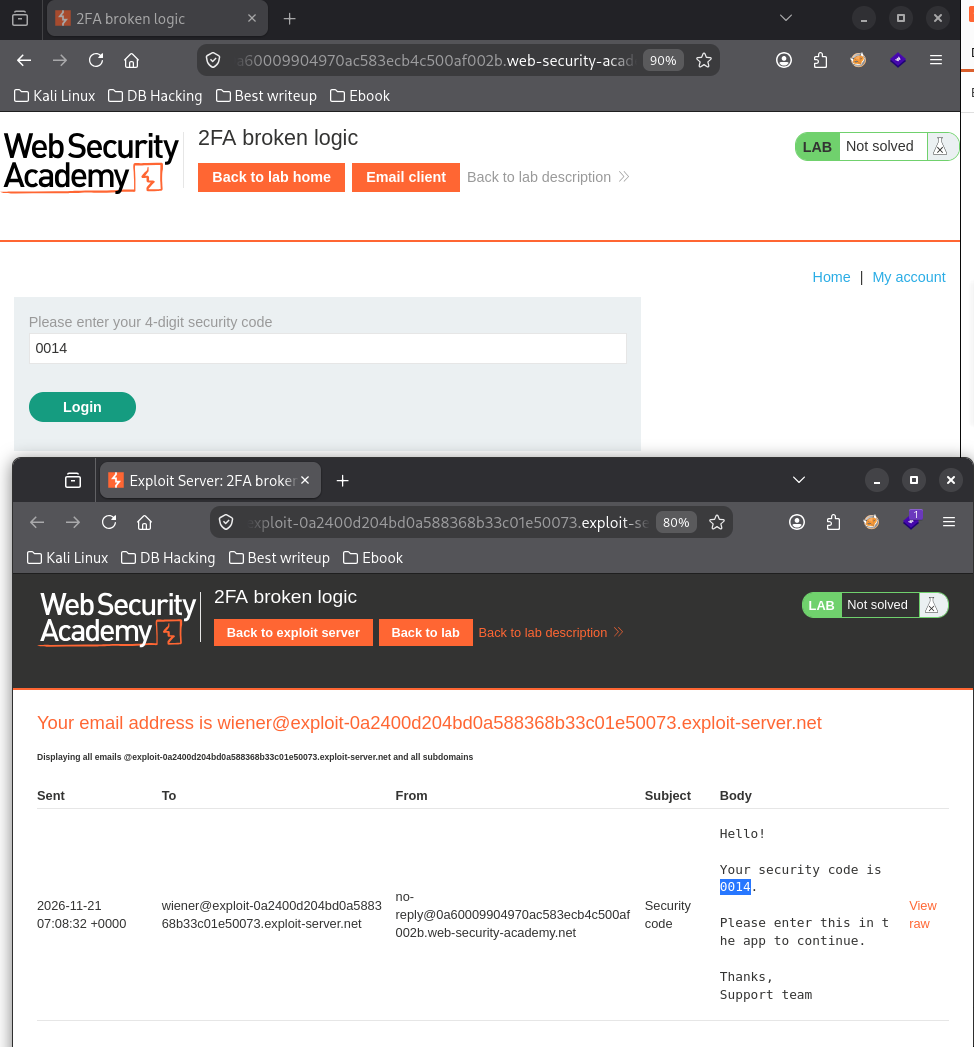 2FA broken logic
a60009904970ac583ecb4c500af002b.web-security-acad
90%
Kali Linux
DB Hacking
Best writeup
Ebook
Web Security
Academy
2FA broken logic
Back to lab home
Email client
Back to lab description
LAB
Not solved
Home | My account
Please enter your 4-digit security code
0014
Login
Exploit Server: 2FA broke
exploit-0a2400d204bd0a588368b33c01e50073.exploit-se
80%
1
Kali Linux
DB Hacking
Best writeup
Ebook
Web Security
Academy
2FA broken logic
Back to exploit server
Back to lab
Back to lab description
LAB
Not solved
Your email address is wiener@exploit-0a2400d204bd0a588368b33c01e50073.exploit-server.net
Displaying all emails @exploit-0a2400d204bd0a588368b33c01e50073.exploit-server.net and all subdomains
Sent To From Subject Body
2026-11-21
07:08:32 +0000
wiener@exploit-0a2400d204bd0a5883
68b33c01e50073.exploit-server.net
no-
reply@0a60009904970ac583ecb4c500af
002b.web-security-academy.net
Security
code
Hello!
Your security code is
0014.
Please enter this in t
he app to continue.
Thanks,
Support team
View
raw